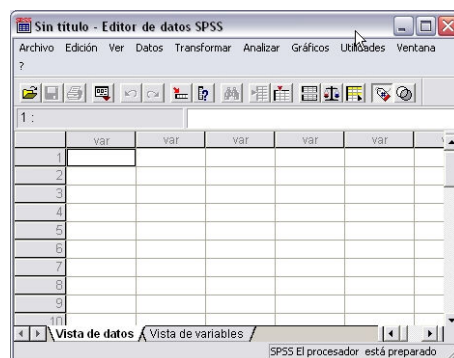 Sin título - Editor de datos SPSS
Archivo Edición Ver Datos Transformar Analizar Gráficos Utilidades Ventana
?
1 :
var var var var var
1
2
3
4
5
6
7
8
9
10
Vista de datos Vista de variables
SPSS El procesador está preparado